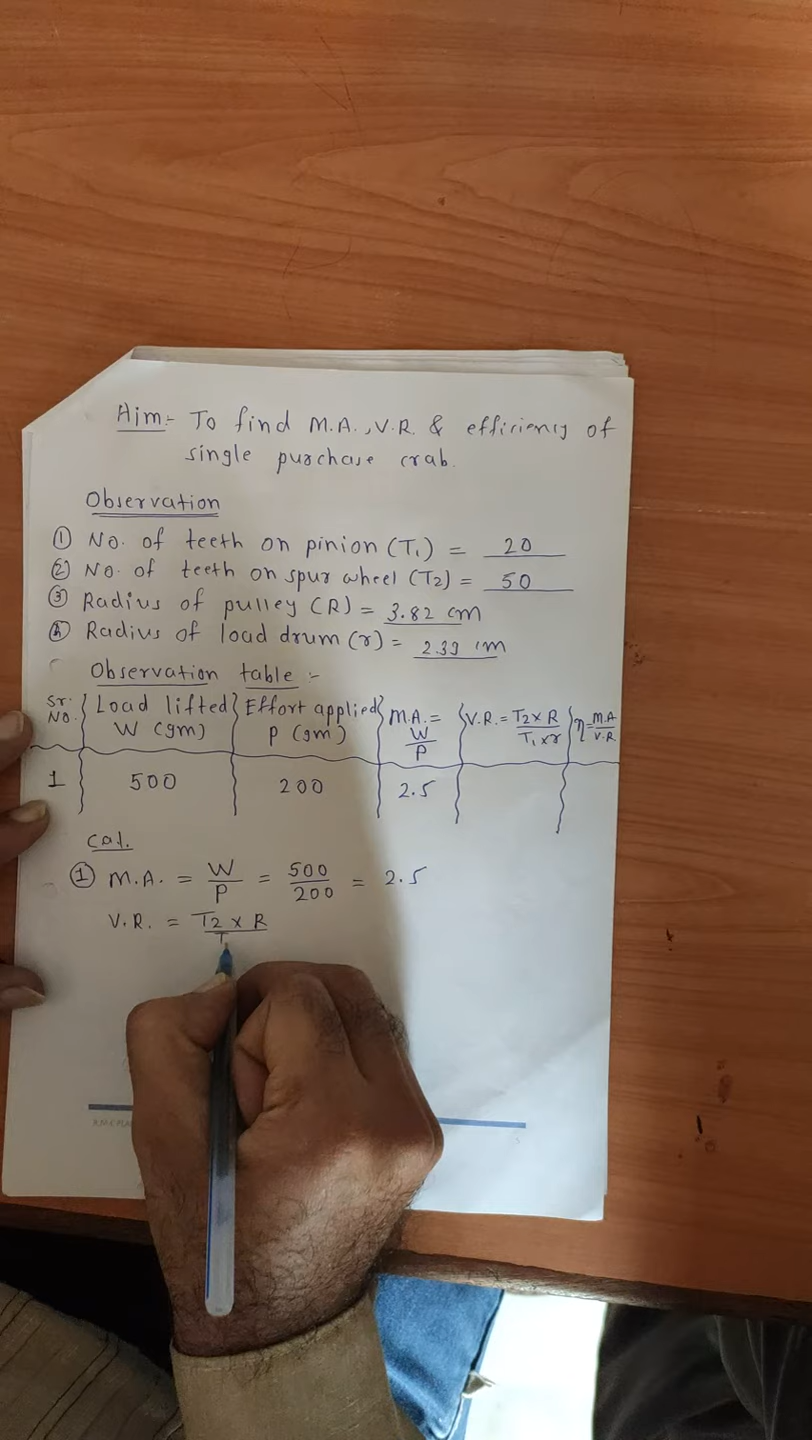 Aim:- To find M.A., V.R. & efficiency of
single purchase crab.
Observation
① No. of teeth on pinion (T1) = 20
② No. of teeth on spur wheel (T2) = 50
③ Radius of pulley (R) = 3.82 cm
④ Radius of load drum (r) = 2.39 cm
Observation table :-
Sr. No. Load lifted W (gm) Effort applied P (gm) M.A. = W/P V.R. = T2 x R / T1 x r η = M.A / V.R
1 500 200 2.5
Cal.
① M.A. = W/P = 500/200 = 2.5
V.R. = T2 x R / T